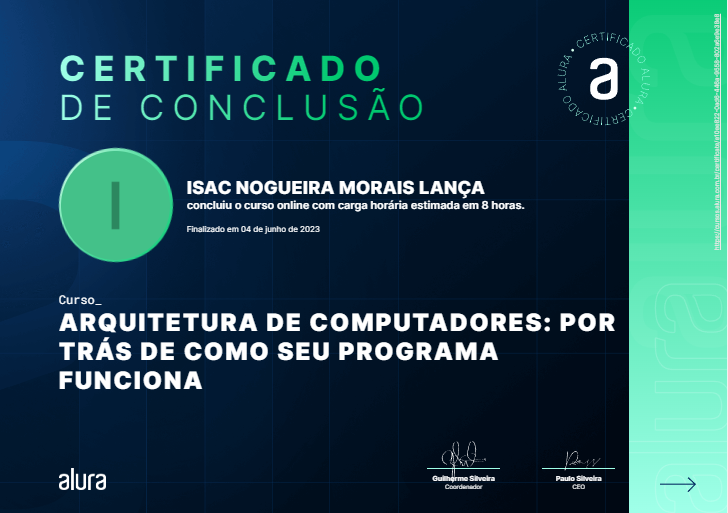 CERTIFICADO
DE CONCLUSÃO
CERTIFICADO ALURA • CERTIFICADO ALURA •
a
I
ISAC NOGUEIRA MORAIS LANÇA
concluiu o curso online com carga horária estimada em 8 horas.
Finalizado em 04 de junho de 2023
Curso_
ARQUITETURA DE COMPUTADORES: POR
TRÁS DE COMO SEU PROGRAMA
FUNCIONA
alura
Guilherme Silveira
Coordenador
Paulo Silveira
CEO
alura